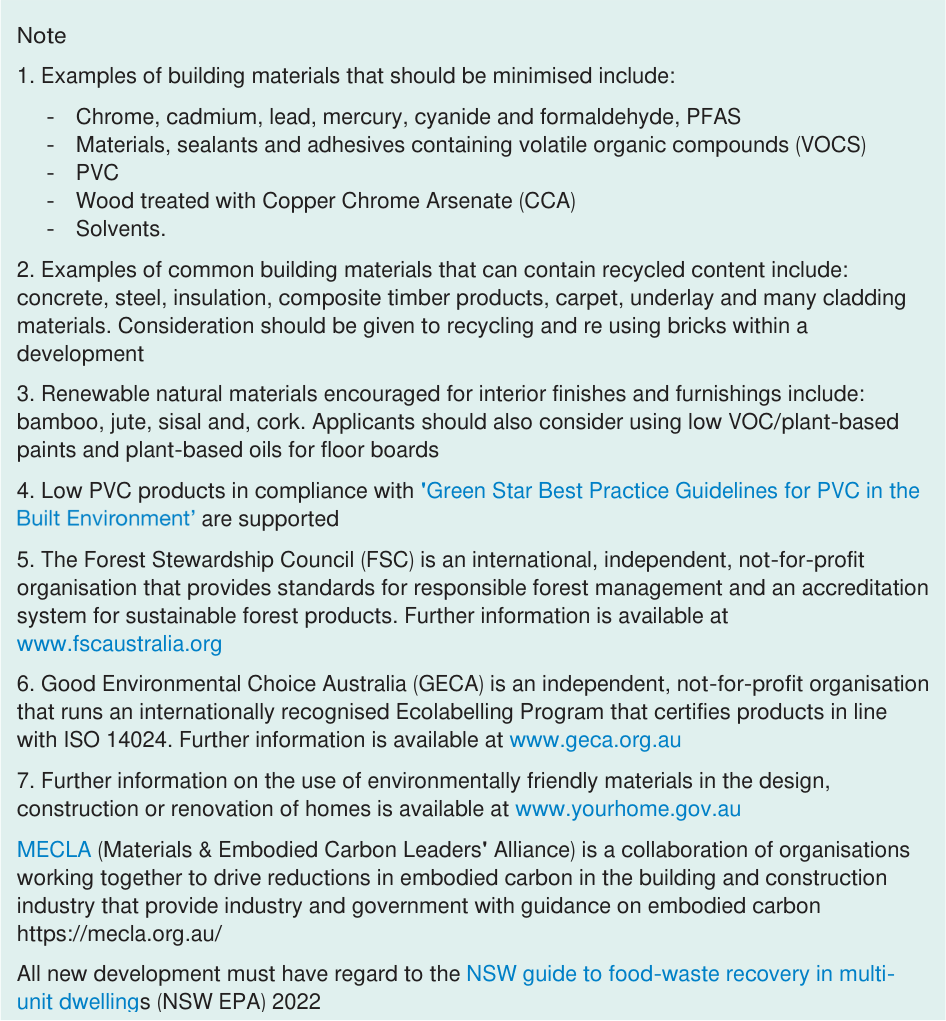 Note
1. Examples of building materials that should be minimised include:
- Chrome, cadmium, lead, mercury, cyanide and formaldehyde, PFAS
- Materials, sealants and adhesives containing volatile organic compounds (VOCS)
- PVC
- Wood treated with Copper Chrome Arsenate (CCA)
- Solvents.
2. Examples of common building materials that can contain recycled content include:
concrete, steel, insulation, composite timber products, carpet, underlay and many cladding
materials. Consideration should be given to recycling and re using bricks within a
development
3. Renewable natural materials encouraged for interior finishes and furnishings include:
bamboo, jute, sisal and, cork. Applicants should also consider using low VOC/plant-based
paints and plant-based oils for floor boards
4. Low PVC products in compliance with 'Green Star Best Practice Guidelines for PVC in the
Built Environment’ are supported
5. The Forest Stewardship Council (FSC) is an international, independent, not-for-profit
organisation that provides standards for responsible forest management and an accreditation
system for sustainable forest products. Further information is available at
www.fscaustralia.org
6. Good Environmental Choice Australia (GECA) is an independent, not-for-profit organisation
that runs an internationally recognised Ecolabelling Program that certifies products in line
with ISO 14024. Further information is available at www.geca.org.au
7. Further information on the use of environmentally friendly materials in the design,
construction or renovation of homes is available at www.yourhome.gov.au
MECLA (Materials & Embodied Carbon Leaders' Alliance) is a collaboration of organisations
working together to drive reductions in embodied carbon in the building and construction
industry that provide industry and government with guidance on embodied carbon
https://mecla.org.au/
All new development must have regard to the NSW guide to food-waste recovery in multi-
unit dwellings (NSW EPA) 2022